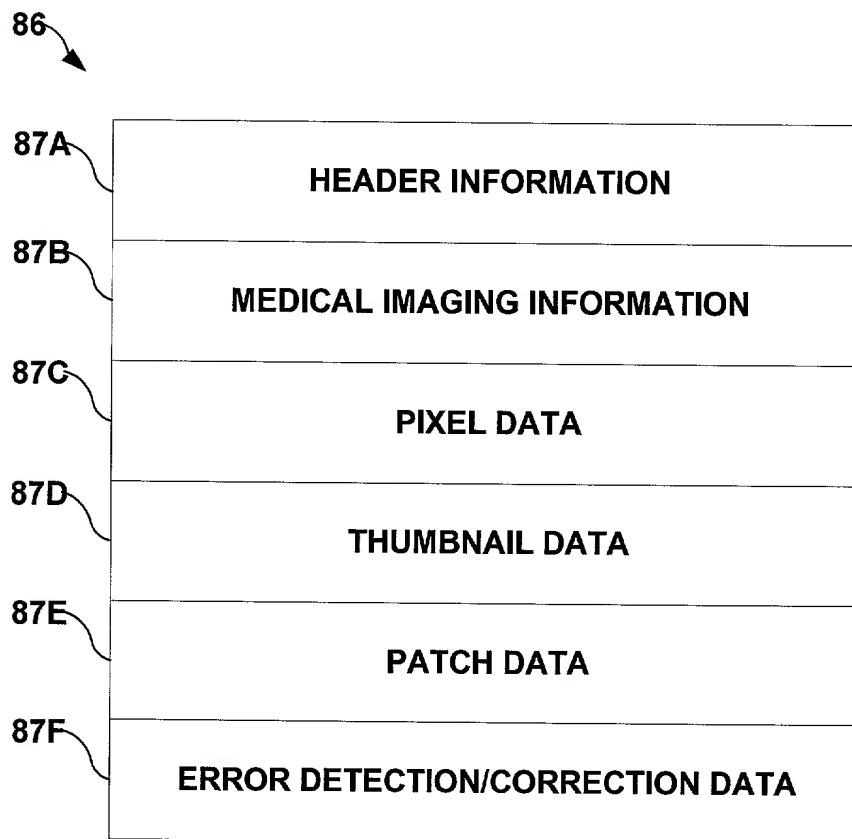 86
87A
HEADER INFORMATION
87B
MEDICAL IMAGING INFORMATION
87C
PIXEL DATA
87D
THUMBNAIL DATA
87E
PATCH DATA
87F
ERROR DETECTION/CORRECTION DATA